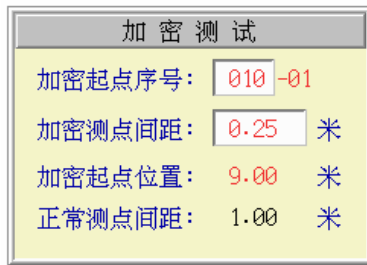 加密测试
加密起点序号： 010-01
加密测点间距： 0.25 米
加密起点位置： 9.00 米
正常测点间距： 1.00 米